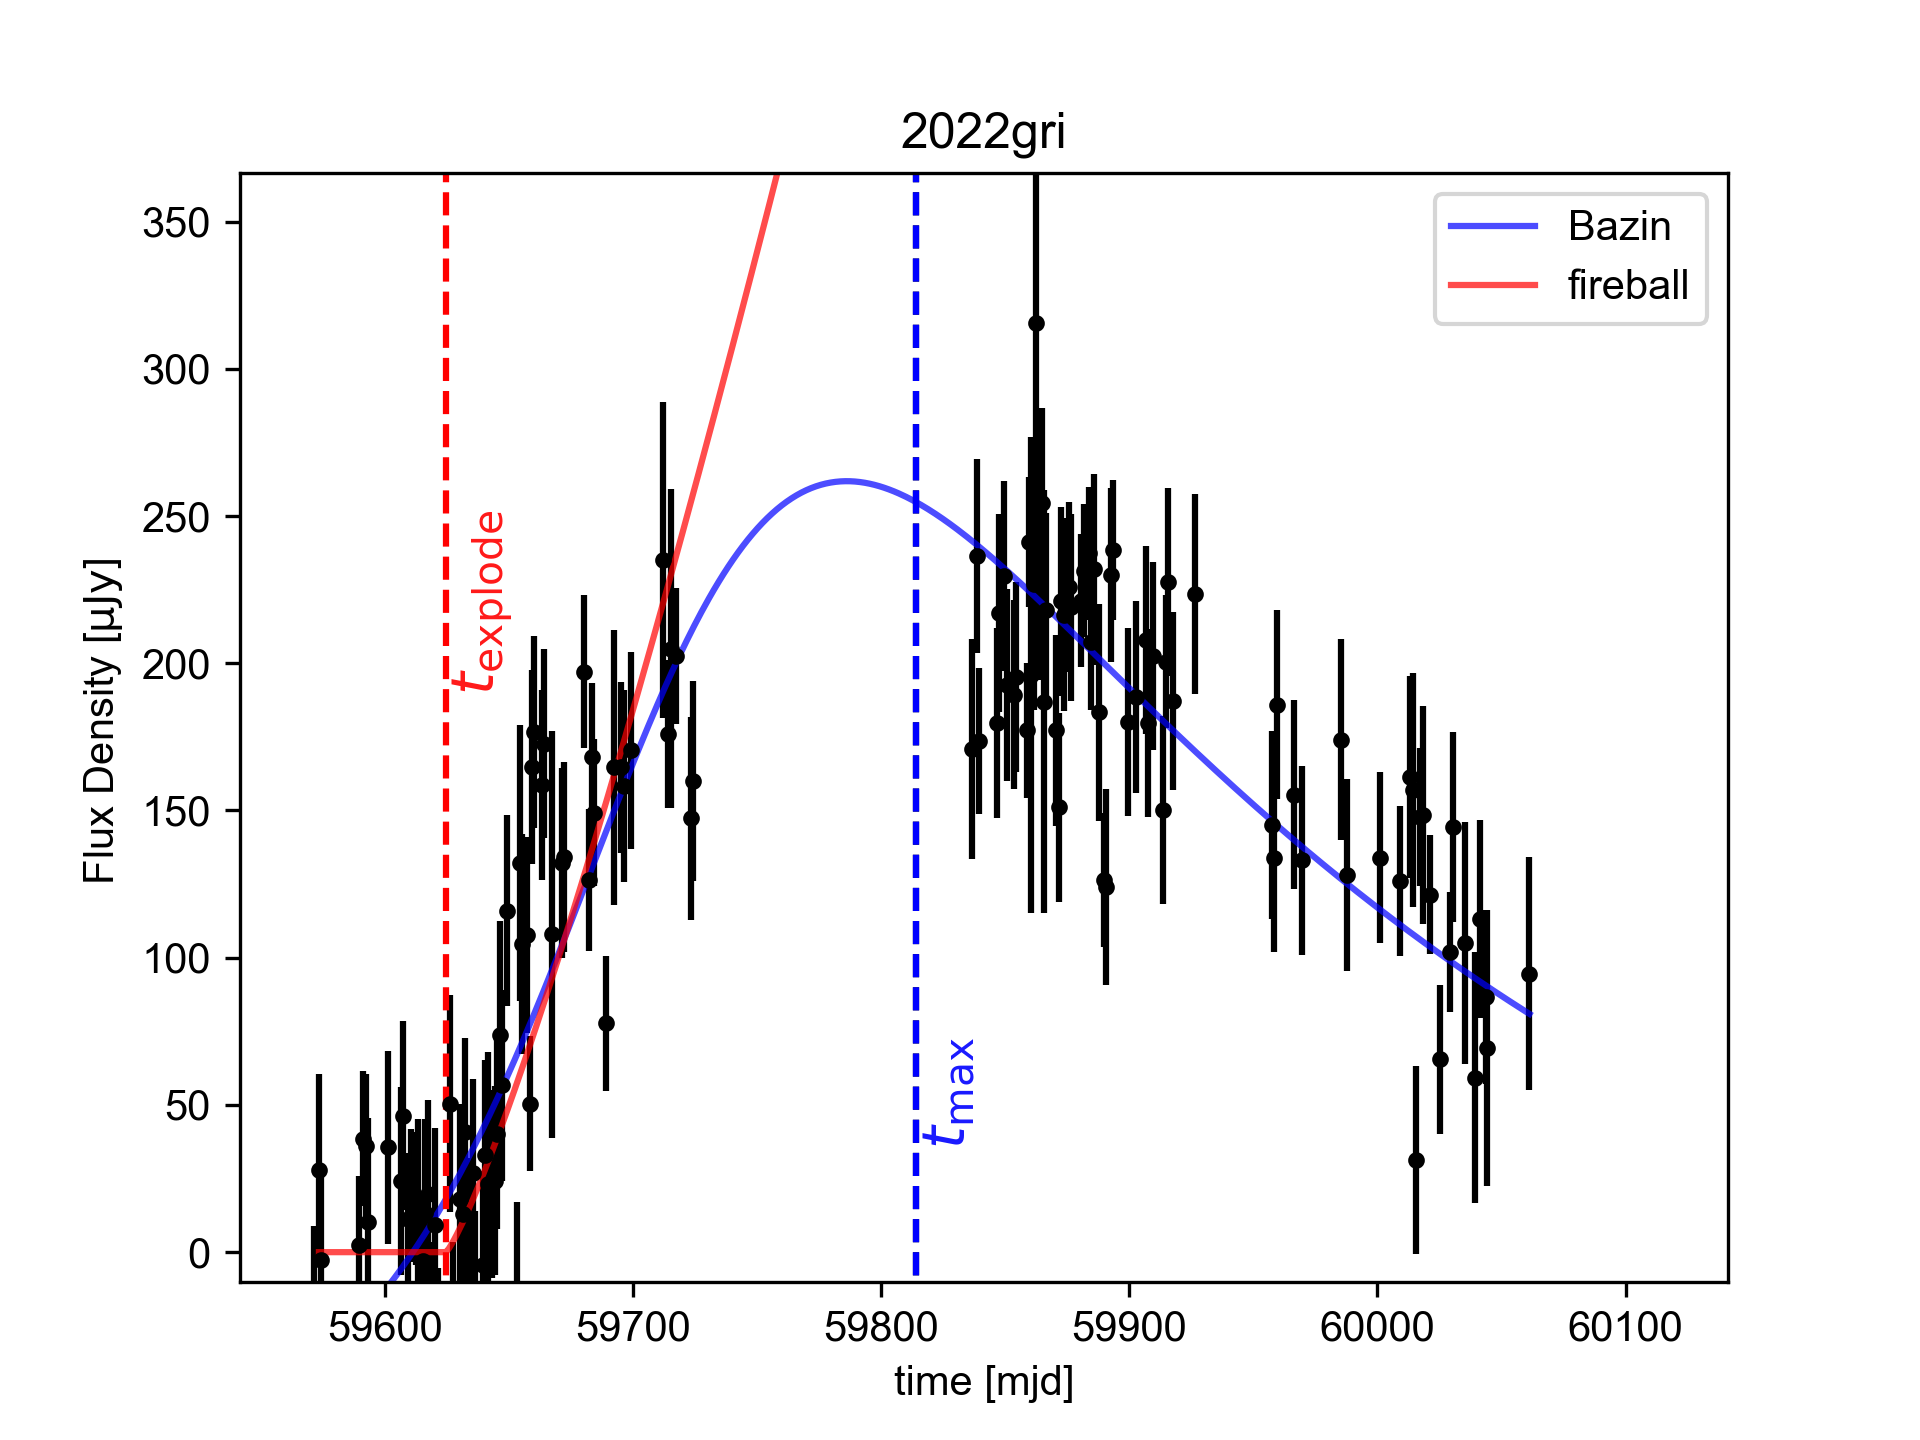 2022gri
Bazin
fireball
350
300
250
200
150
100
50
0
Flux Density [µJy]
t_explode
t_max
59600 59700 59800 59900 60000 60100
time [mjd]